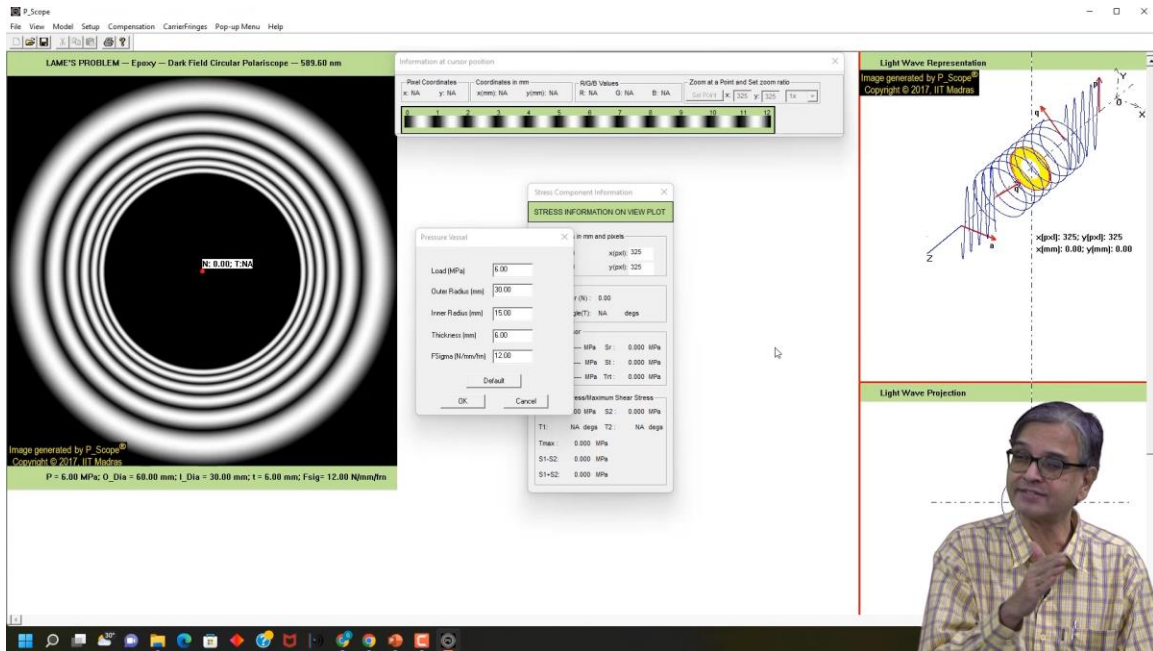 P_Scope
File View Model Setup Compensation CarrierFringes Pop-up Menu Help
LAME'S PROBLEM -- Epoxy -- Dark Field Circular Polariscope -- 589.60 nm
N: 0.00; T:NA
Image generated by P_Scope®
Copyright © 2017, IIT Madras
P = 6.00 MPa; O_Dia = 60.00 mm; I_Dia = 30.00 mm; t = 6.00 mm; Fsig= 12.00 N/mm/frn
Information at cursor position
Pixel Coordinates Coordinates in mm R/G/B Values Zoom at a Point and Set zoom ratio
x: NA y: NA x(mm): NA y(mm): NA R: NA G: NA B: NA Set Point x: 325 y: 325 1x
0 1 2 3 4 5 6 7 8 9 10 11 12
Stress Component Information
STRESS INFORMATION ON VIEW PLOT
in mm and pixels
x(pxl): 325
y(pxl): 325
r (N) : 0.00
gle(T): NA degs
or
MPa Sr : 0.000 MPa
MPa St : 0.000 MPa
MPa Trt : 0.000 MPa
ess/Maximum Shear Stress
00 MPa S2 : 0.000 MPa
T1: NA degs T2 : NA degs
Tmax : 0.000 MPa
S1-S2: 0.000 MPa
S1+S2: 0.000 MPa
Pressure Vessel
Load (MPa) 6.00
Outer Radius (mm) 30.00
Inner Radius (mm) 15.00
Thickness (mm) 6.00
FSigma (N/mm/frn) 12.00
Default
OK Cancel
Light Wave Representation
Image generated by P_Scope®
Copyright © 2017, IIT Madras
P
Y
O
X
q
q
a
Z
x(pxl): 325; y(pxl): 325
x(mm): 0.00; y(mm): 0.00
Light Wave Projection
30°